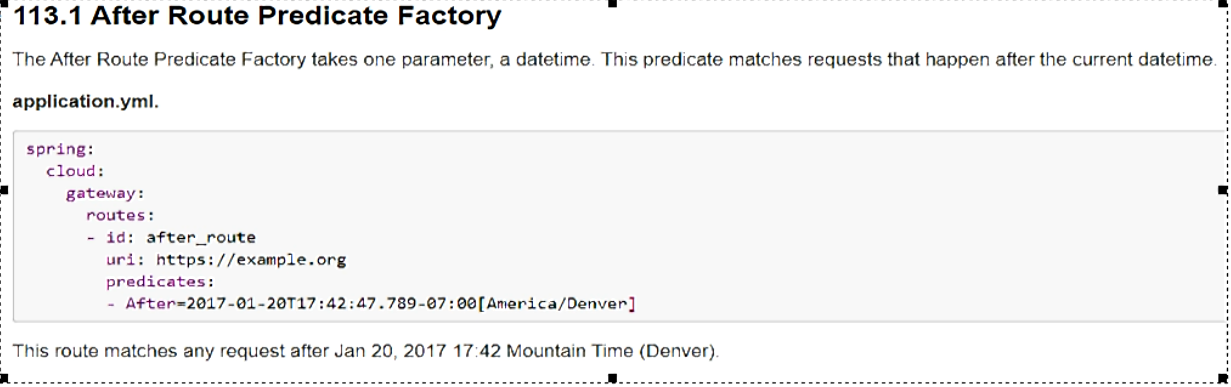 113.1 After Route Predicate Factory
The After Route Predicate Factory takes one parameter, a datetime. This predicate matches requests that happen after the current datetime.
application.yml.
spring:
  cloud:
    gateway:
      routes:
      - id: after_route
        uri: https://example.org
        predicates:
        - After=2017-01-20T17:42:47.789-07:00[America/Denver]
This route matches any request after Jan 20, 2017 17:42 Mountain Time (Denver).